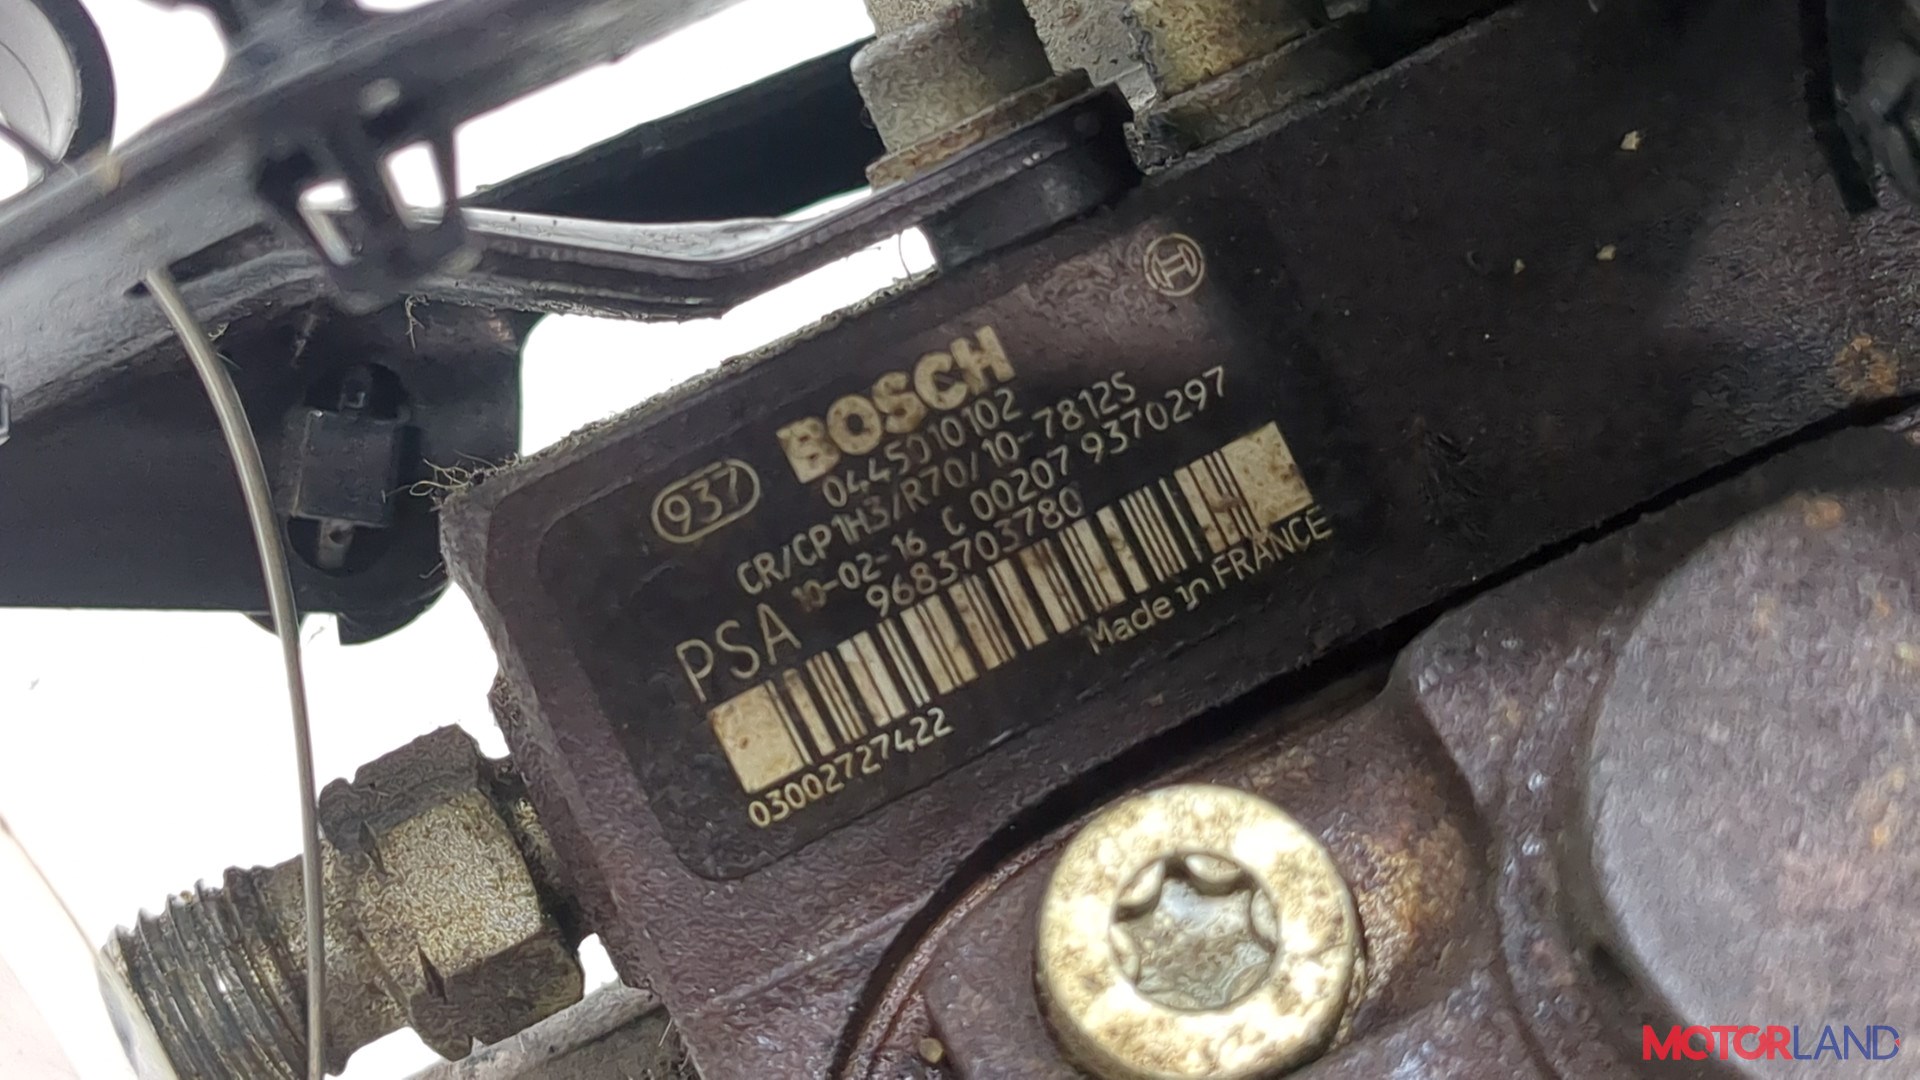 BOSCH
937
0445010102
CR/CP1H3/R70/10-7812S
10-02-16 C 00207 9370297
PSA 9683703780
Made in FRANCE
03002727422
MOTORLAND